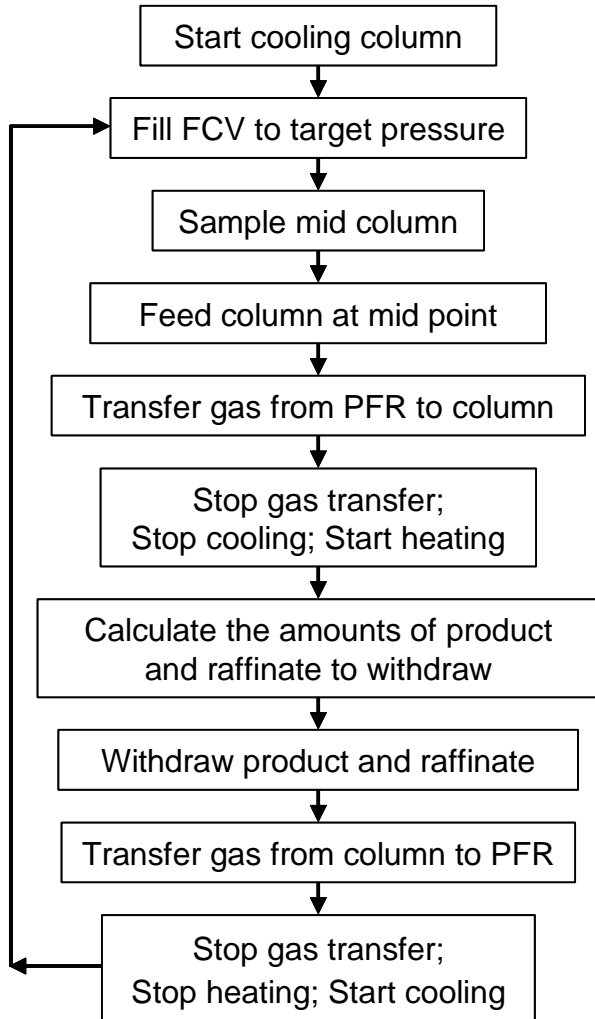 Start cooling column
Fill FCV to target pressure
Sample mid column
Feed column at mid point
Transfer gas from PFR to column
Stop gas transfer;
Stop cooling; Start heating
Calculate the amounts of product
and raffinate to withdraw
Withdraw product and raffinate
Transfer gas from column to PFR
Stop gas transfer;
Stop heating; Start cooling